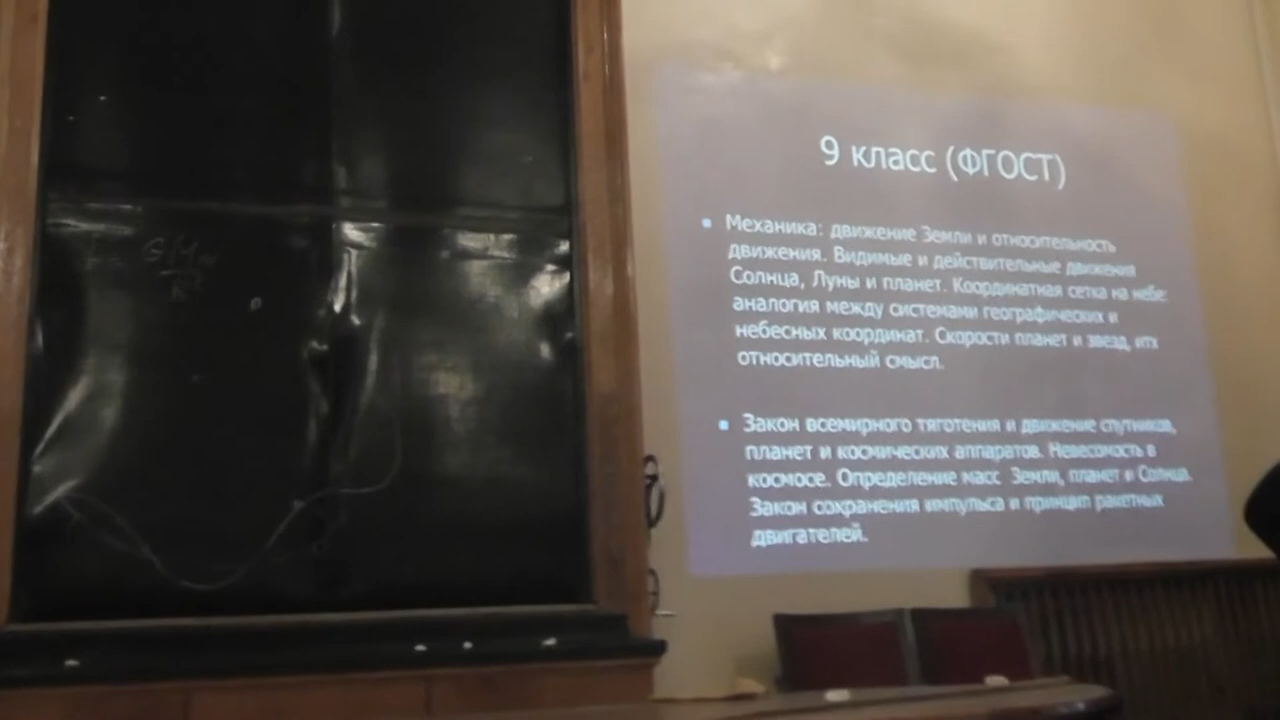 9 класс (ФГОСТ)
Механика: движение Земли и относительность
движения. Видимые и действительные движения
Солнца, Луны и планет. Координатная сетка на небе:
аналогия между системами географических и
небесных координат. Скорости планет и звезд, итх
относительный смысл.
Закон всемирного тяготения и движение спутников,
планет и космических аппаратов. Невесомость в
космосе. Определение масс Земли, планет и Солнца.
Закон сохранения импульса и принцип ракетных
двигателей.